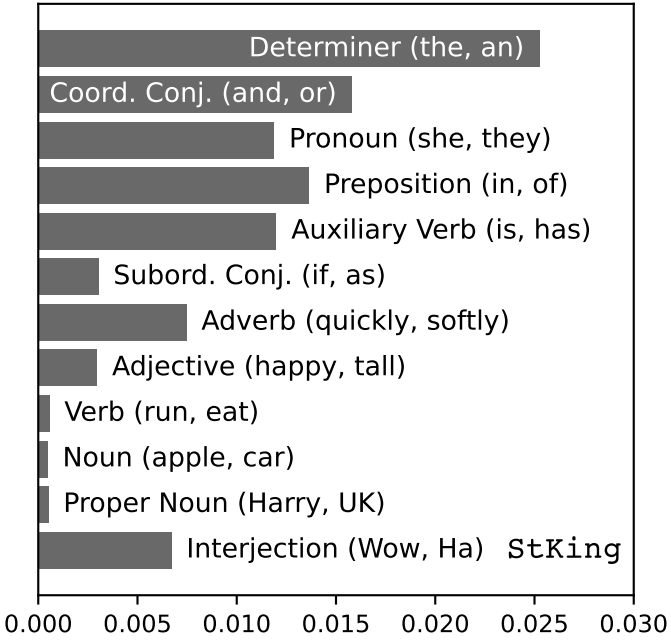 Determiner (the, an)
Coord. Conj. (and, or)
Pronoun (she, they)
Preposition (in, of)
Auxiliary Verb (is, has)
Subord. Conj. (if, as)
Adverb (quickly, softly)
Adjective (happy, tall)
Verb (run, eat)
Noun (apple, car)
Proper Noun (Harry, UK)
Interjection (Wow, Ha) StKing
0.000 0.005 0.010 0.015 0.020 0.025 0.030